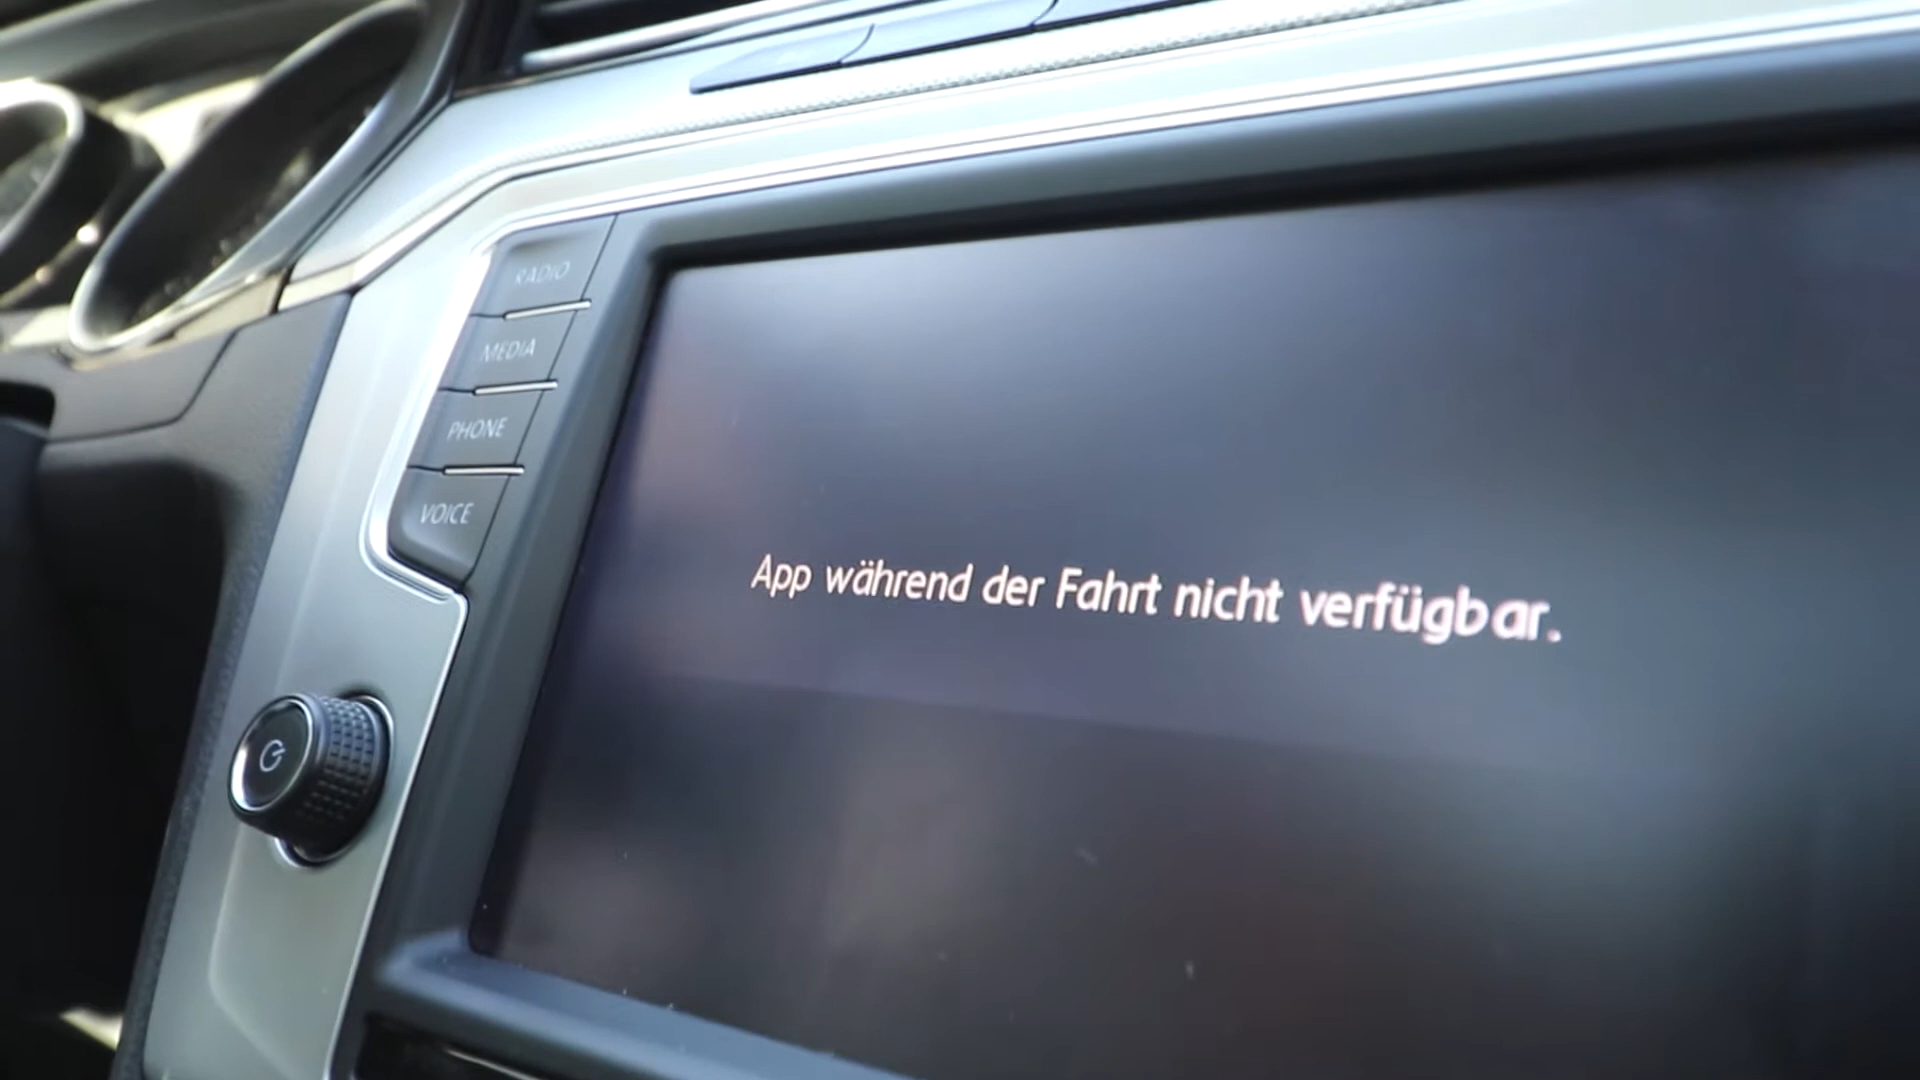 RADIO
MEDIA
PHONE
VOICE
App während der Fahrt nicht verfügbar.